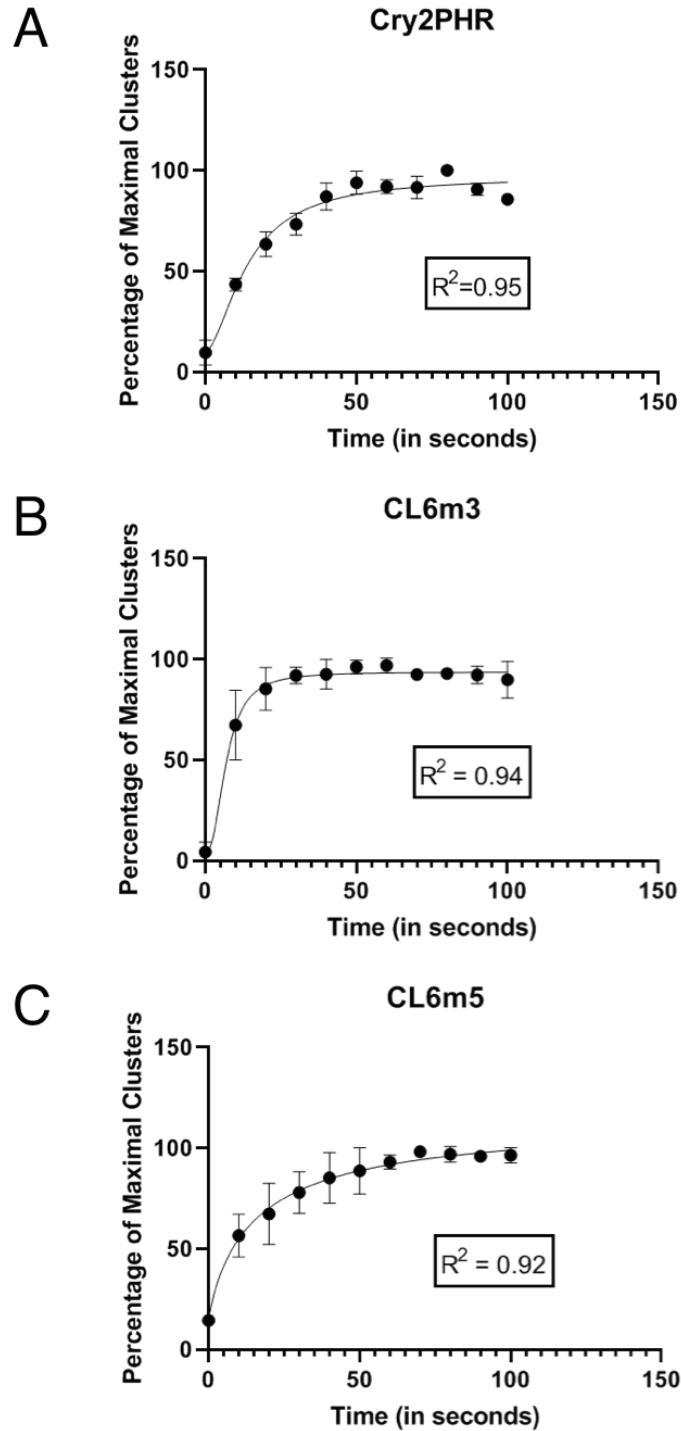 A
Cry2PHR
Percentage of Maximal Clusters
150
100
50
0
R²=0.95
0 50 100 150
Time (in seconds)
B
CL6m3
Percentage of Maximal Clusters
150
100
50
0
R² = 0.94
0 50 100 150
Time (in seconds)
C
CL6m5
Percentage of Maximal Clusters
150
100
50
0
R² = 0.92
0 50 100 150
Time (in seconds)